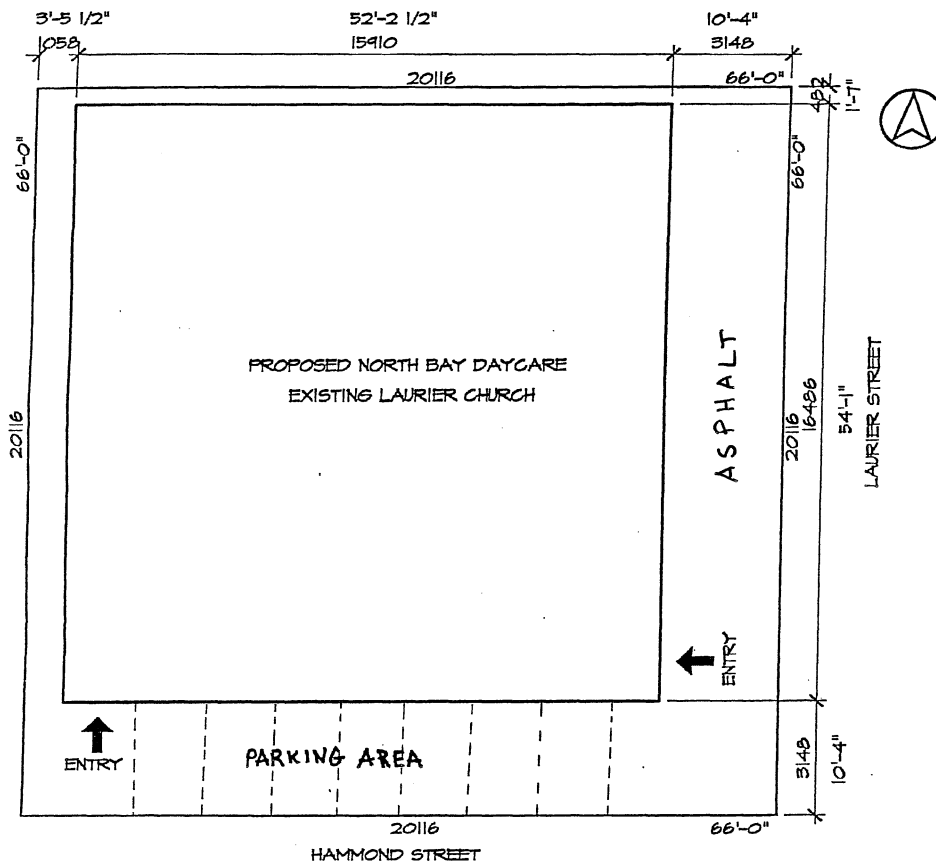 3'-5 1/2" 52'-2 1/2" 10'-4"
1058 15910 3148
20116 66'-0"
482
1'-7"
66'-0"
66'-0"
PROPOSED NORTH BAY DAYCARE
EXISTING LAURIER CHURCH
ASPHALT
20116
20116
16486
54'-1"
LAURIER STREET
ENTRY
ENTRY
PARKING AREA
3148
10'-4"
20116 66'-0"
HAMMOND STREET